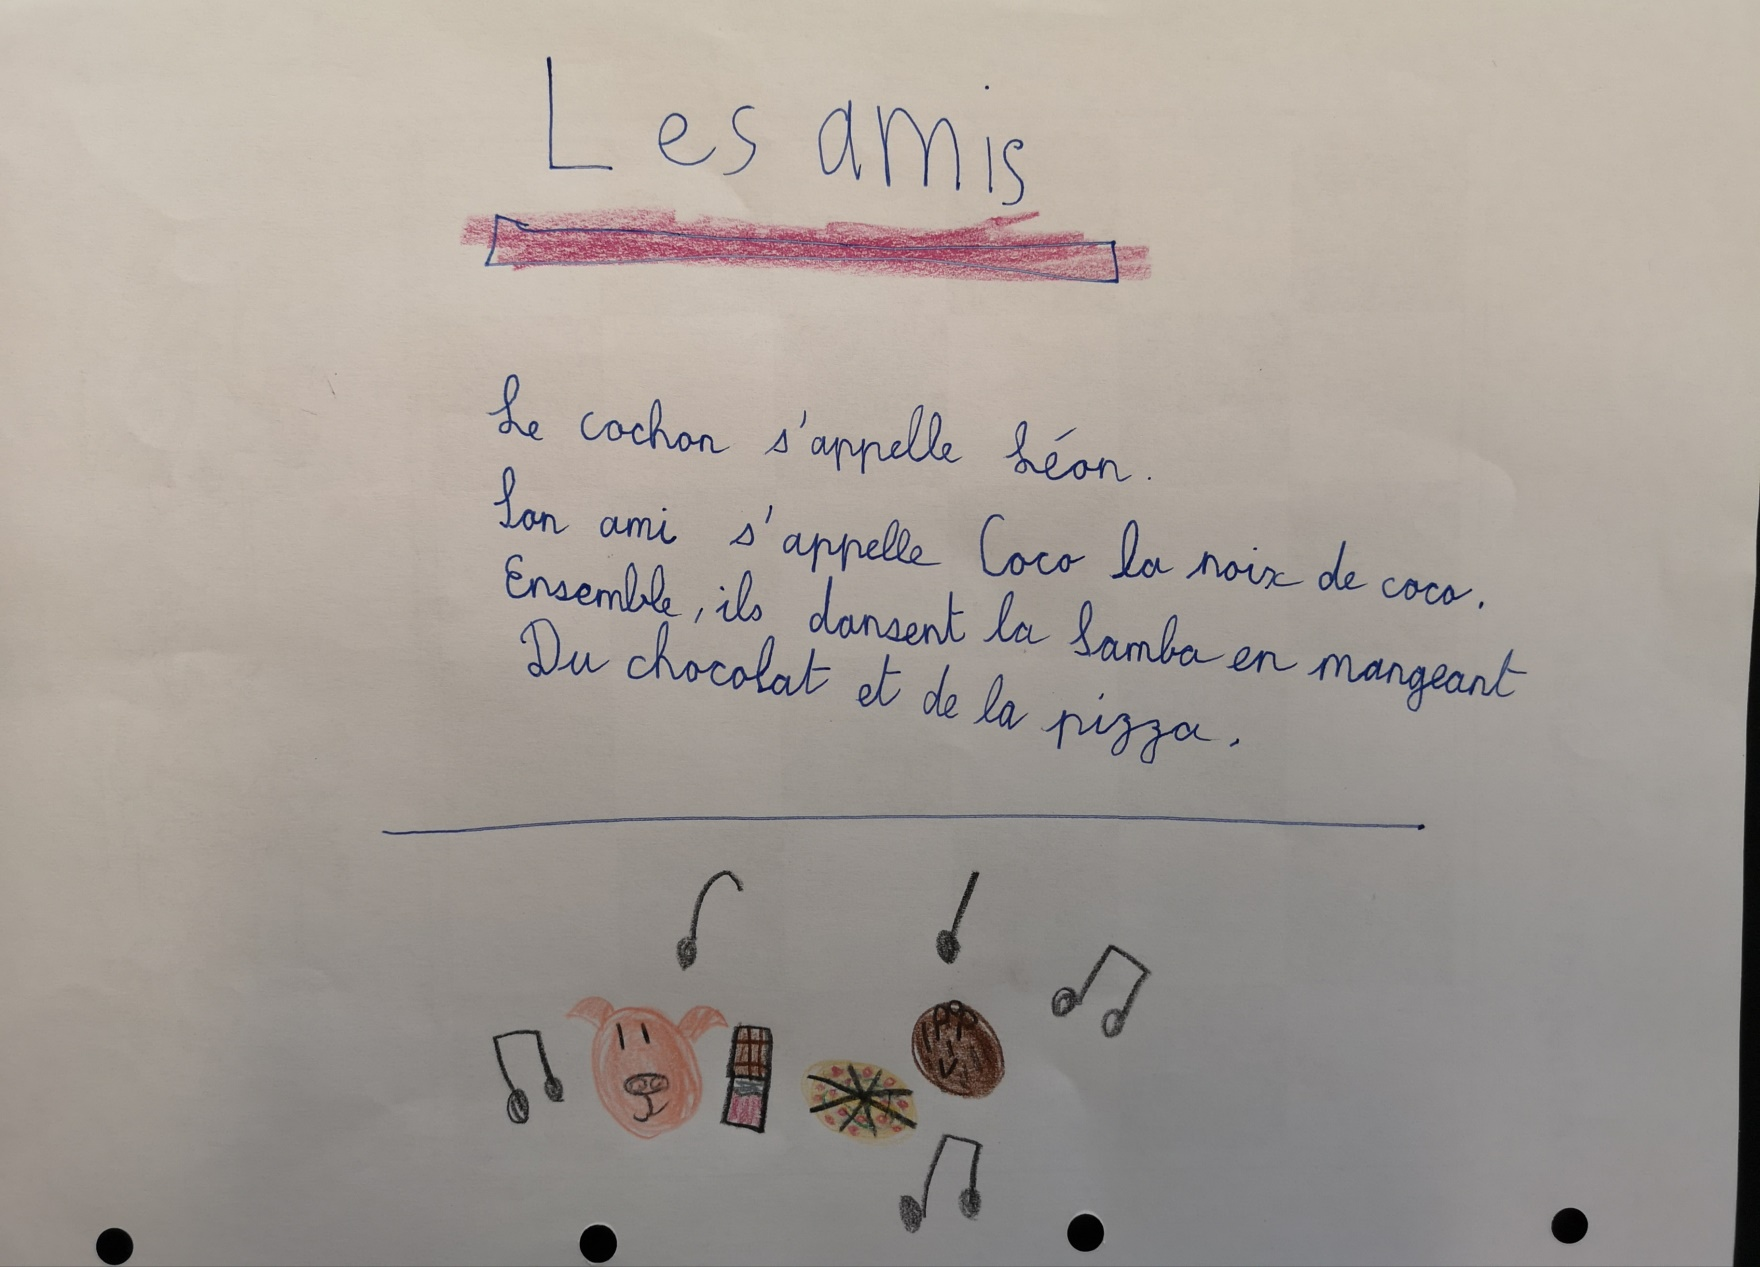 Les amis
Le cochon s'appelle Léon.
Son ami s'appelle Coco la noix de coco.
Ensemble, ils dansent la Samba en mangeant
Du chocolat et de la pizza.